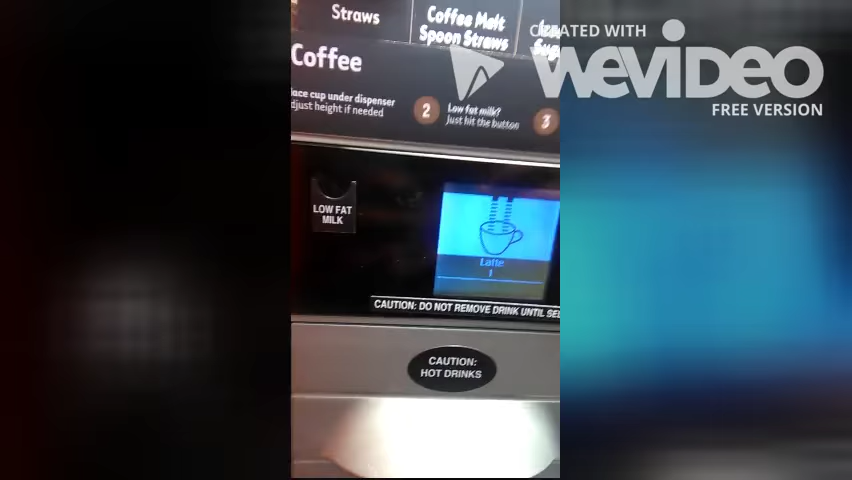 Straws
Coffee Melt
Spoon Straws
CREATED WITH
WEVIDEO
FREE VERSION
Coffee
ace cup under dispenser
djust height if needed
2
Low fat milk?
Just hit the button
3
LOW FAT
MILK
Latte
CAUTION: DO NOT REMOVE DRINK UNTIL SE
CAUTION:
HOT DRINKS